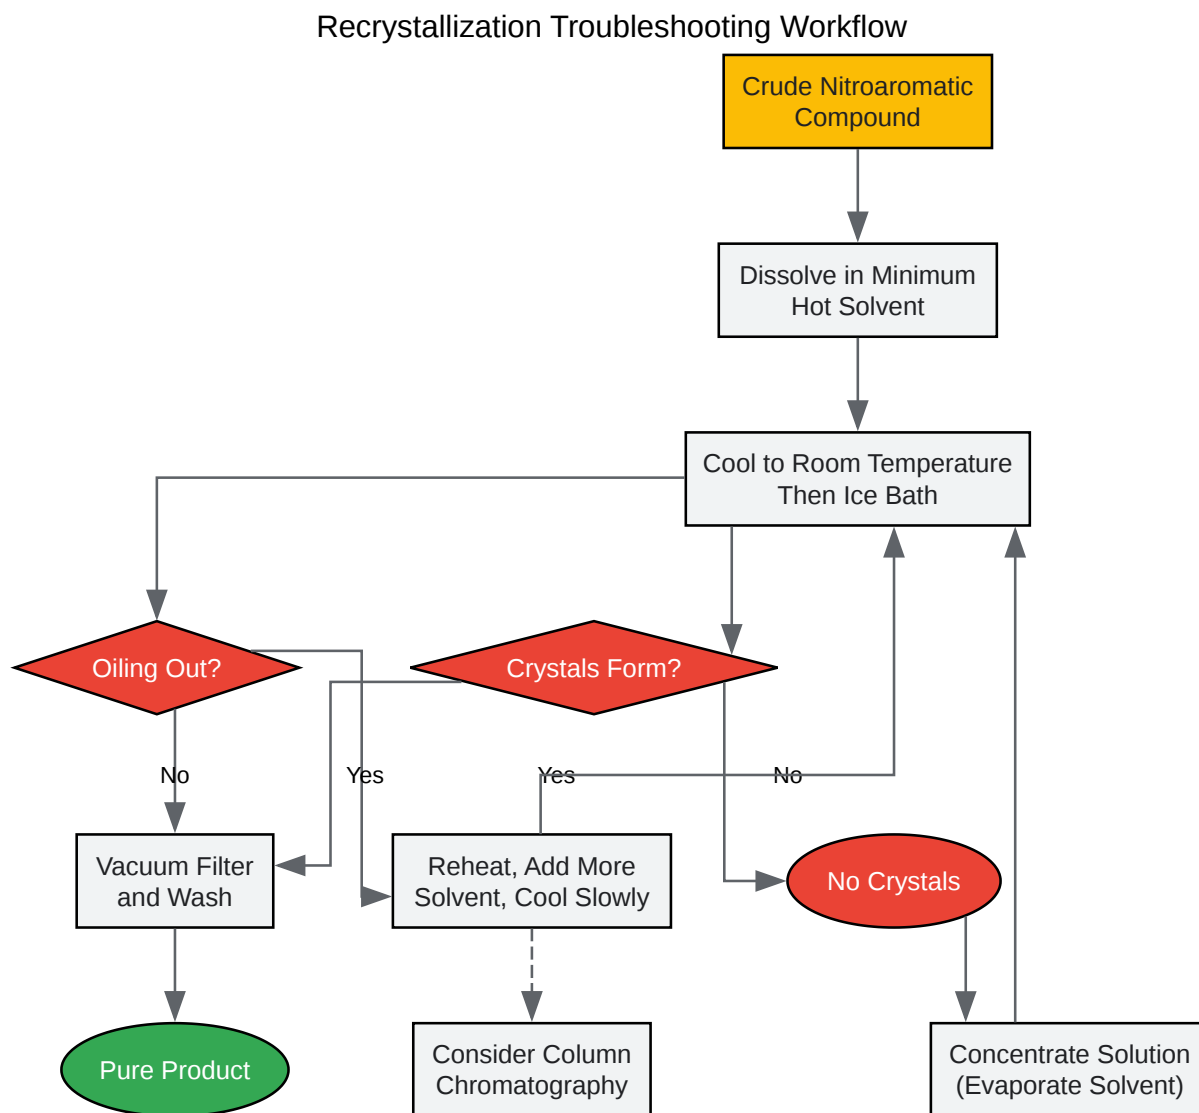 Recrystallization Troubleshooting Workflow
Crude Nitroaromatic
Compound
Dissolve in Minimum
Hot Solvent
Cool to Room Temperature
Then Ice Bath
Oiling Out?
Crystals Form?
No
Yes
Yes
No
Vacuum Filter
and Wash
Reheat, Add More
Solvent, Cool Slowly
No Crystals
Pure Product
Consider Column
Chromatography
Concentrate Solution
(Evaporate Solvent)